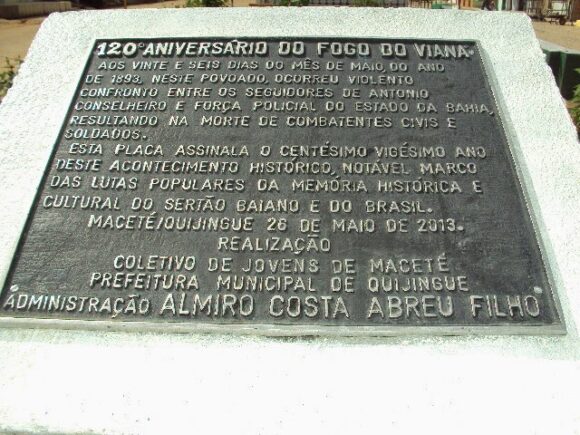 120º ANIVERSÁRIO DO FOGO DO VIANA.
AOS VINTE E SEIS DIAS DO MÊS DE MAIO DO ANO
DE 1893, NESTE POVOADO, OCORREU VIOLENTO
CONFRONTO ENTRE OS SEGUIDORES DE ANTONIO
CONSELHEIRO E FORÇA POLICIAL DO ESTADO DA BAHIA,
RESULTANDO NA MORTE DE COMBATENTES CIVIS E
SOLDADOS.
ESTA PLACA ASSINALA O CENTÉSIMO VIGÉSIMO ANO
DESTE ACONTECIMENTO HISTÓRICO, NOTÁVEL MARCO
DAS LUTAS POPULARES DA MEMÓRIA HISTÓRICA E
CULTURAL DO SERTÃO BAIANO E DO BRASIL.
MACETÉ/QUIJINGUE 26 DE MAIO DE 2013.
REALIZAÇÃO
COLETIVO DE JOVENS DE MACETÉ
PREFEITURA MUNICIPAL DE QUIJINGUE
ADMINISTRAÇÃO ALMIRO COSTA ABREU FILHO